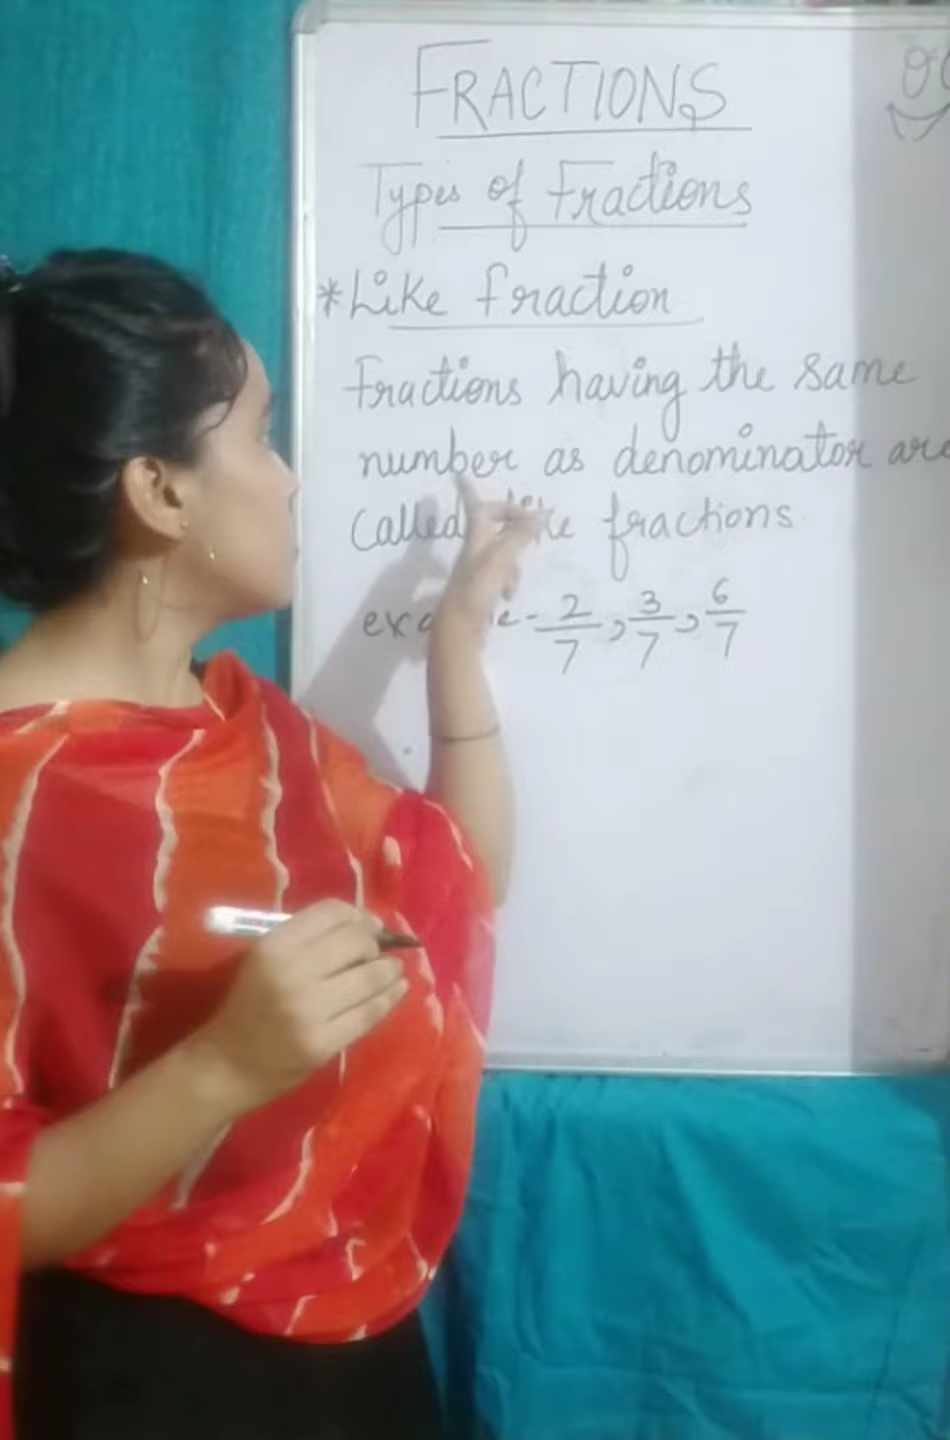 FRACTIONS
Types of Fractions
*Like fraction
Fractions having the same
number as denominator are
called like fractions.
2/7, 3/7, 6/7